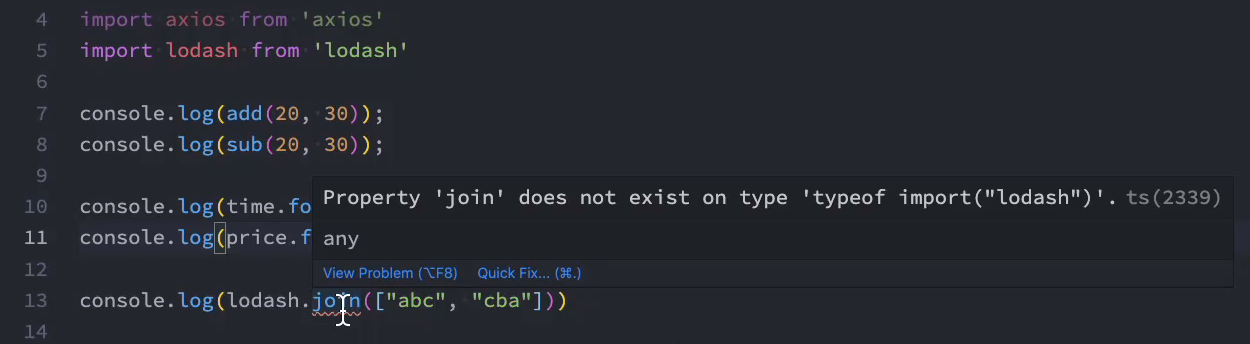 4 import axios from 'axios'
5 import lodash from 'lodash'
6
7 console.log(add(20, 30));
8 console.log(sub(20, 30));
9
Property 'join' does not exist on type 'typeof import("lodash")'. ts(2339)
10 console.log(time.fo
11 console.log(price.f
any
12
View Problem (⌥F8) Quick Fix... (⌘.)
13 console.log(lodash.join(["abc", "cba"]))
14